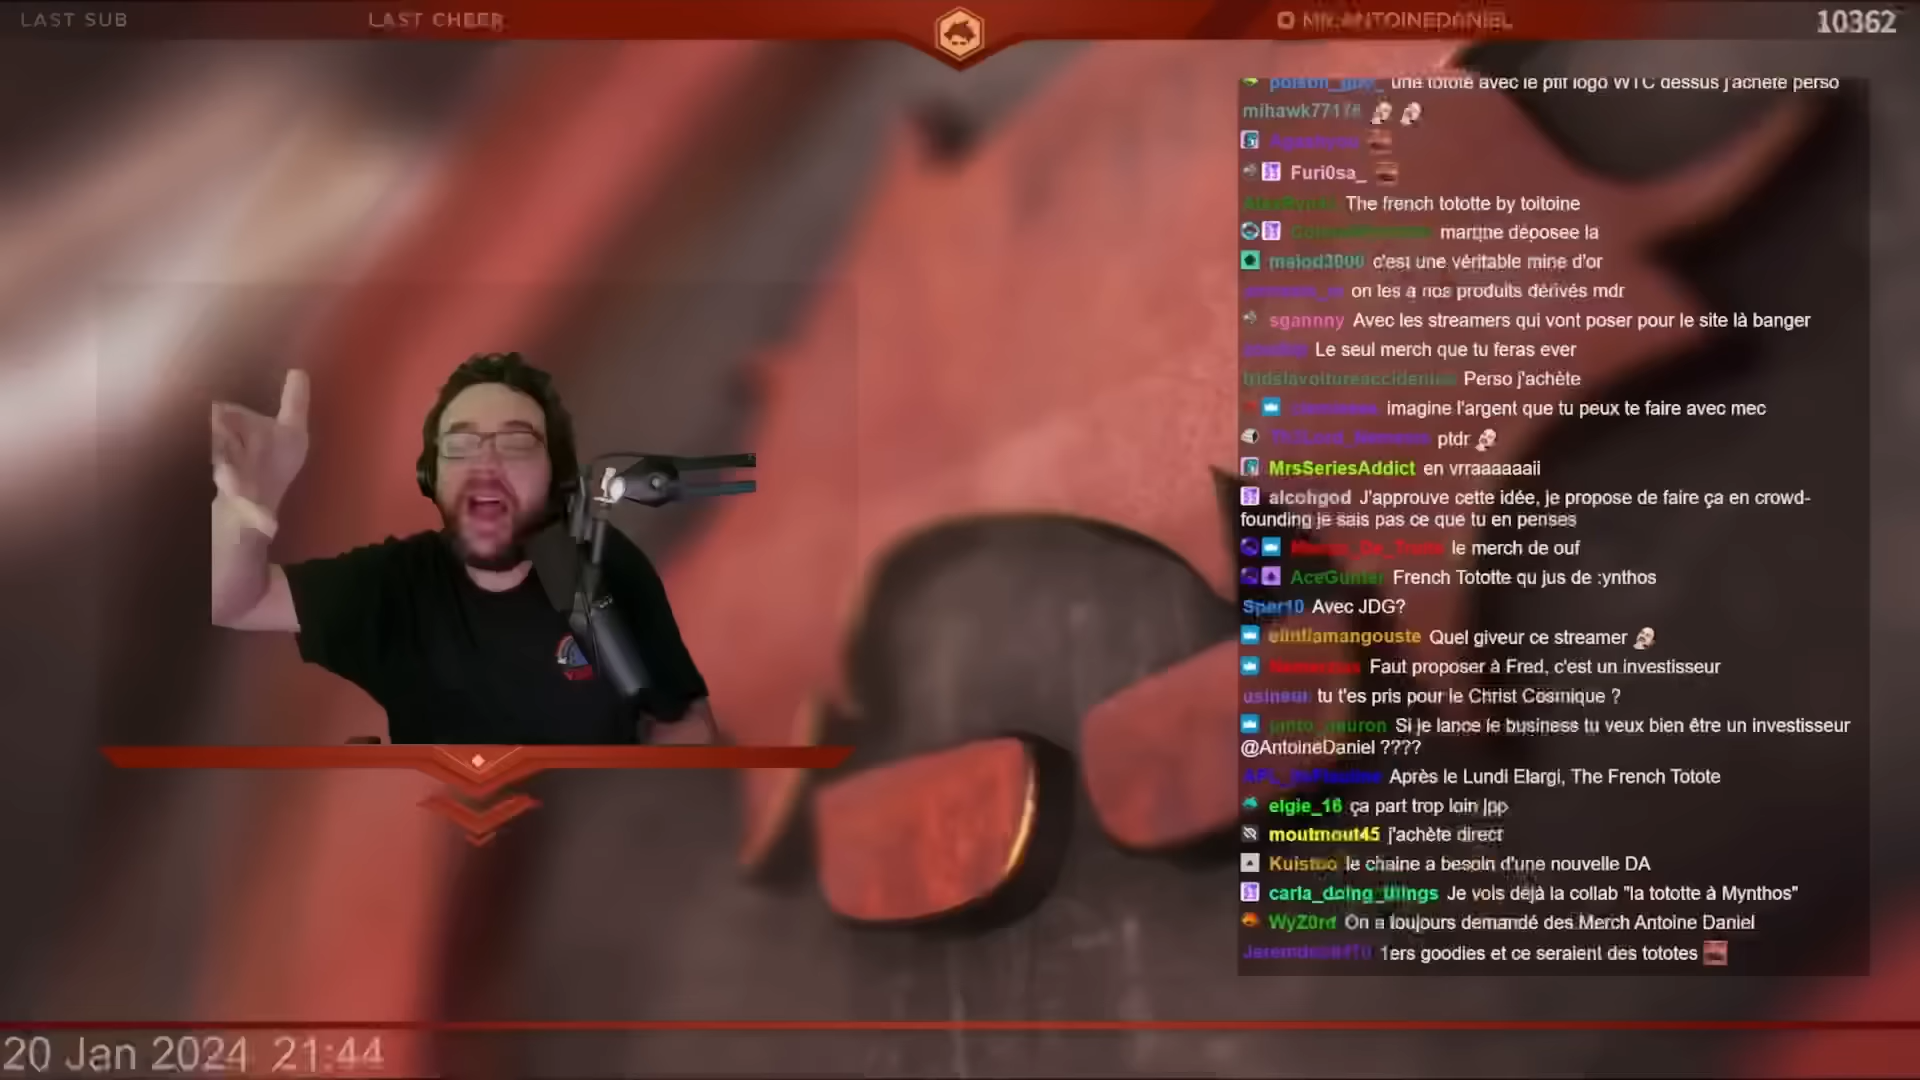 LAST SUB
LAST CHEER
MR.ANTOINEDANIEL
10362
une totote avec le ptit logo WTC dessus j'achète perso
Furi0sa_
The french tototte by toitoine
marque déposée la
malod3000 c'est une véritable mine d'or
on les a nos produits dérivés mdr
sgannny Avec les streamers qui vont poser pour le site là banger
Le seul merch que tu feras ever
Perso j'achète
imagine l'argent que tu peux te faire avec mec
ptdr
MrsSeriesAddict en vrraaaaaaii
alcohgod J'approuve cette idée, je propose de faire ça en crowd-
founding je sais pas ce que tu en penses
le merch de ouf
AceGunter French Tototte qu jus de :ynthos
Sper10 Avec JDG?
Quel giveur ce streamer
Faut proposer à Fred, c'est un investisseur
usineur tu t'es pris pour le Christ Cosmique ?
Si je lance le business tu veux bien être un investisseur
@AntoineDaniel ????
Après le Lundi Elargi, The French Totote
elgie_16 ça part trop loin lpp
moutmout45 j'achète direct
le chaine a besoin d'une nouvelle DA
carla_doing_things Je vois déjà la collab "la tototte à Mynthos"
WyZ0rd On a toujours demandé des Merch Antoine Daniel
1ers goodies et ce seraient des tototes
20 Jan 2024 21:44